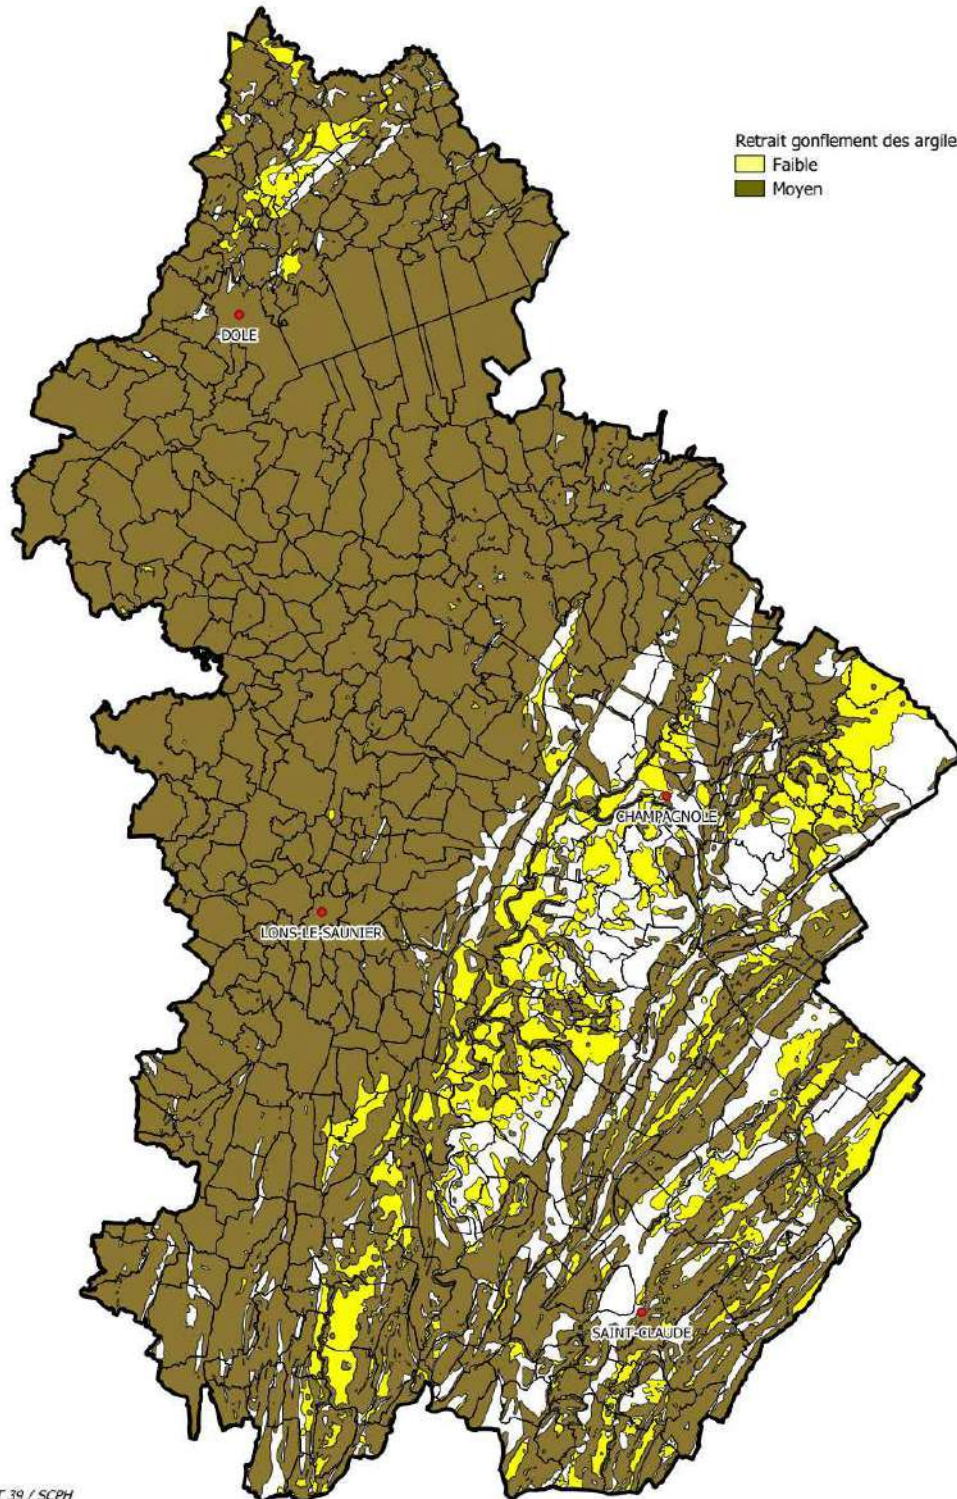 Retrait gonflement des argile
Faible
Moyen
DOLE
CHAMPAGNOLE
LONS-LE-SAUNIER
SAINT-CLAUDE
T 39 / SCPH